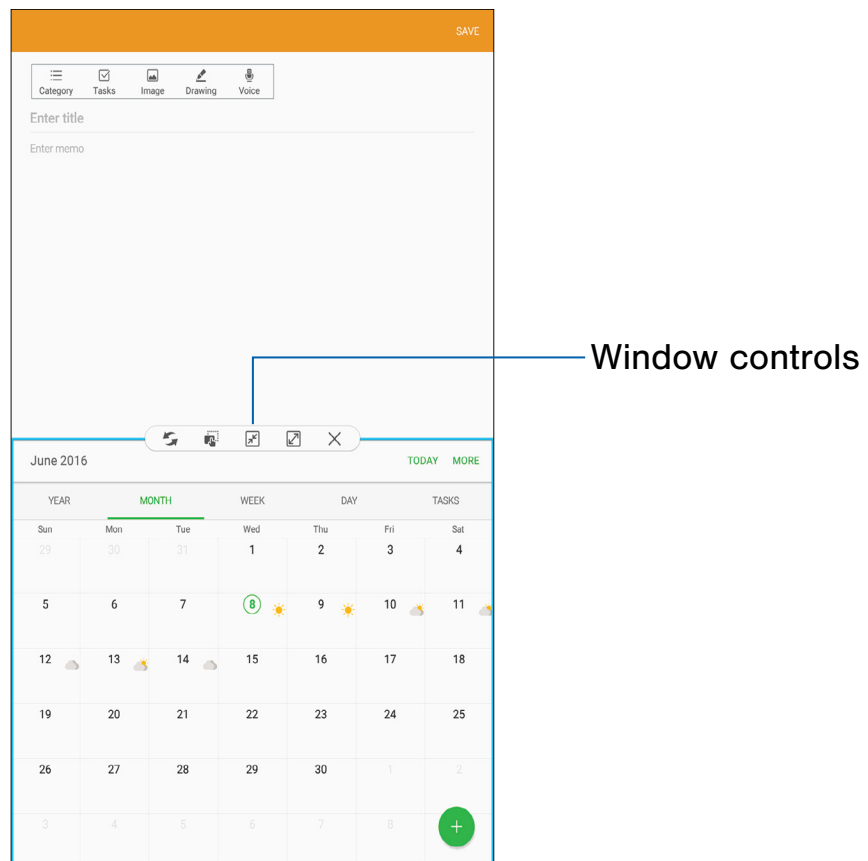 SAVE
Category Tasks Image Drawing Voice
Enter title
Enter memo
Window controls
June 2016 TODAY MORE
YEAR MONTH WEEK DAY TASKS
Sun Mon Tue Wed Thu Fri Sat
29 30 31 1 2 3 4
5 6 7 8 9 10 11
12 13 14 15 16 17 18
19 20 21 22 23 24 25
26 27 28 29 30 1 2
3 4 5 6 7 8